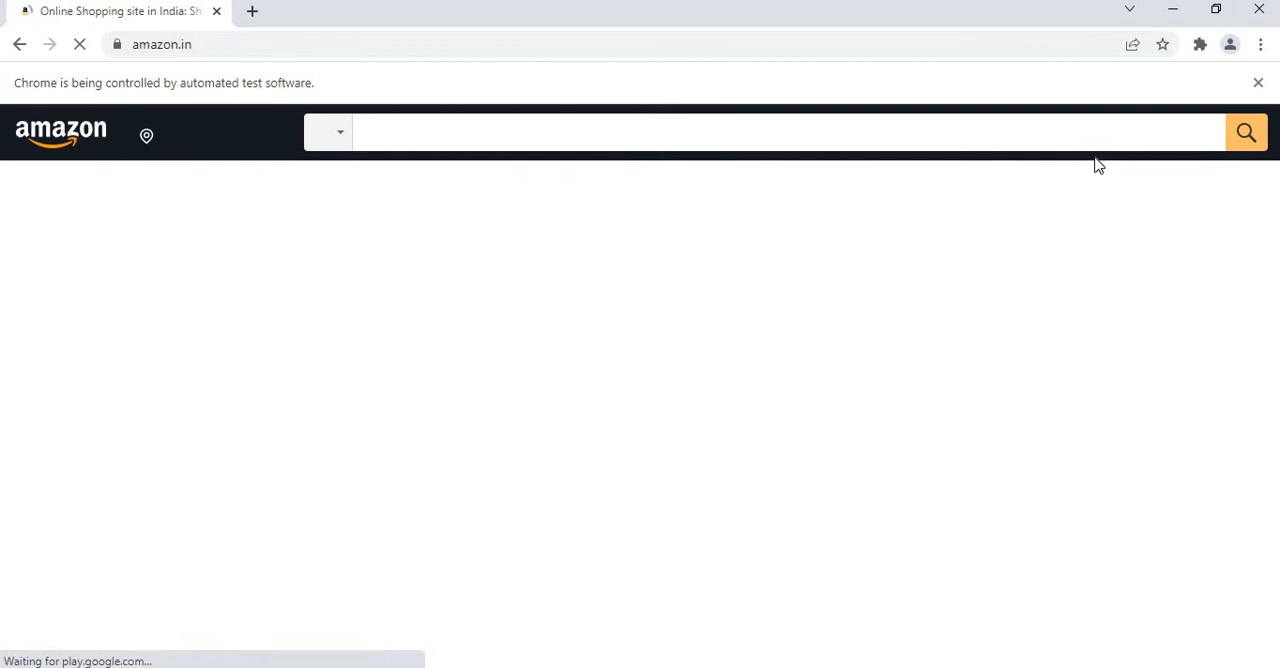 Online Shopping site in India: Sh
amazon.in
Chrome is being controlled by automated test software.
amazon
Waiting for play.google.com...